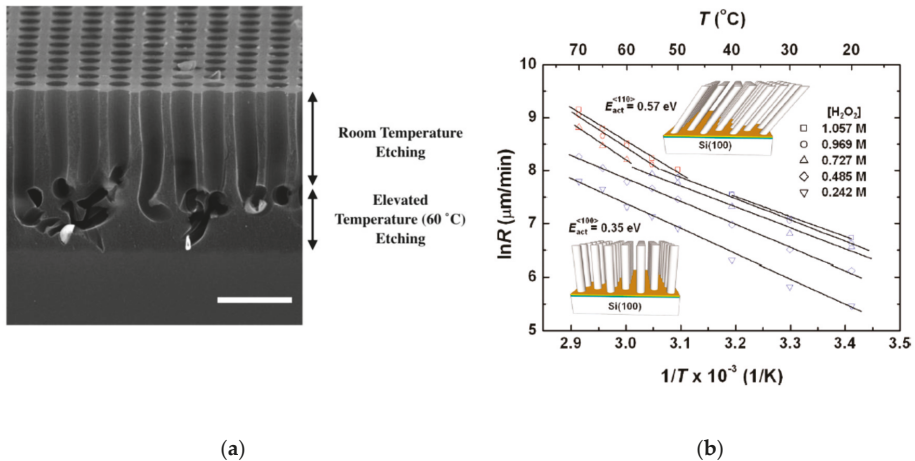 Room Temperature
Etching
Elevated
Temperature (60 °C)
Etching
(a)
T (°C)
70 60 50 40 30 20
10
9
8
7
6
5
lnR (μm/min)
E_act^<110> = 0.57 eV
Si(100)
[H₂O₂]
1.057 M
0.969 M
0.727 M
0.485 M
0.242 M
E_act^<100> = 0.35 eV
Si(100)
2.9 3.0 3.1 3.2 3.3 3.4 3.5
1/T x 10⁻³ (1/K)
(b)